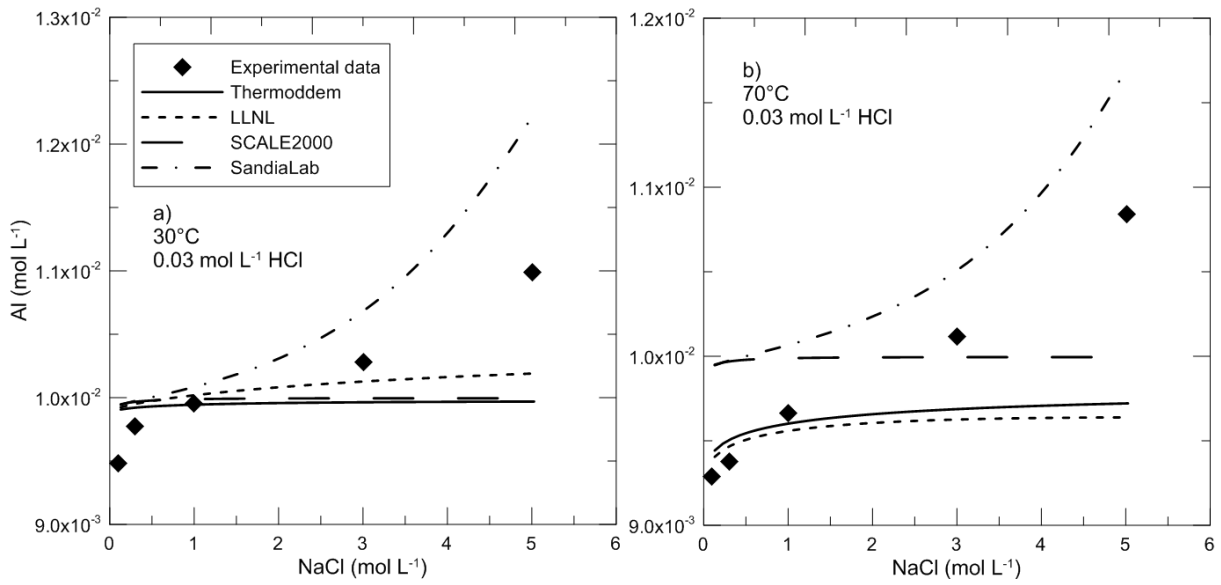 1.3x10⁻²
1.2x10⁻²
1.1x10⁻²
1.0x10⁻²
9.0x10⁻³
Al (mol L⁻¹)
Experimental data
Thermoddem
LLNL
SCALE2000
SandiaLab
a)
30°C
0.03 mol L⁻¹ HCl
0 1 2 3 4 5 6
NaCl (mol L⁻¹)
1.2x10⁻²
1.1x10⁻²
1.0x10⁻²
9.0x10⁻³
b)
70°C
0.03 mol L⁻¹ HCl
0 1 2 3 4 5 6
NaCl (mol L⁻¹)